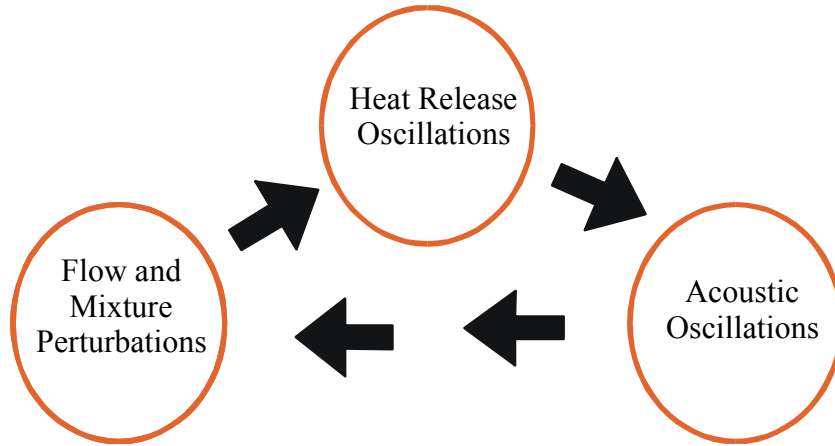 Heat Release
Oscillations
Flow and
Mixture
Perturbations
Acoustic
Oscillations